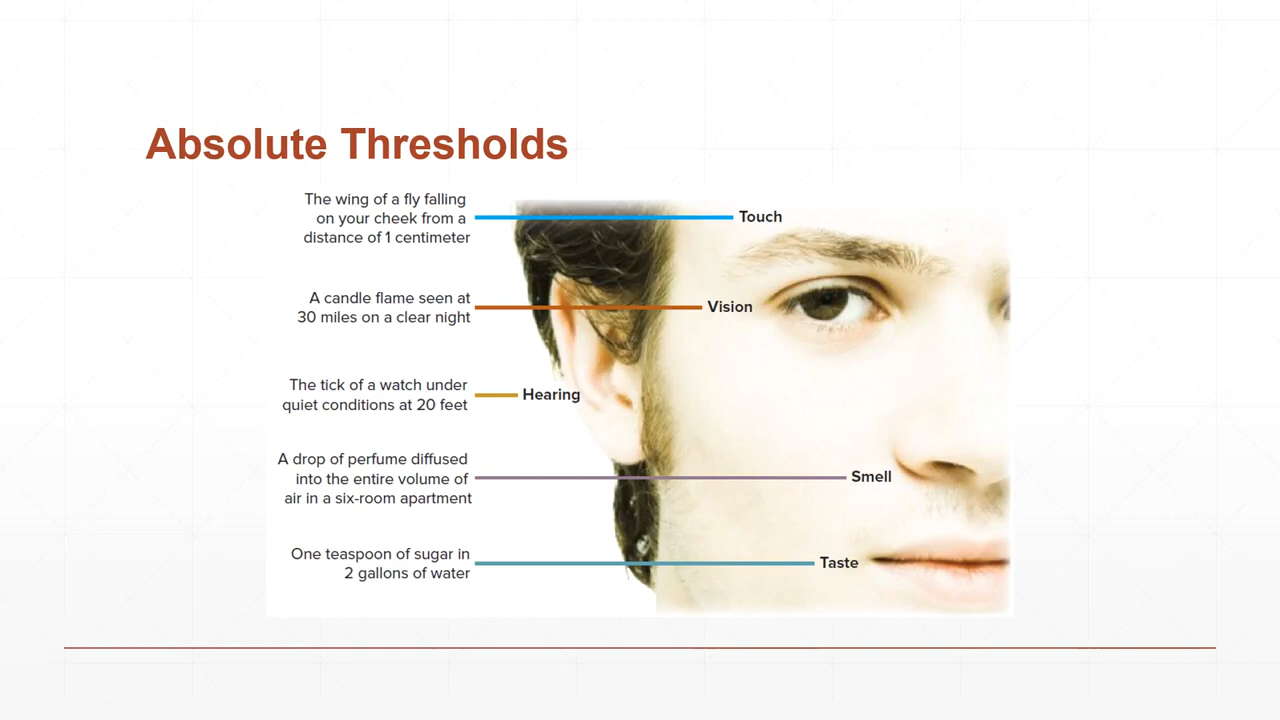 Absolute Thresholds
The wing of a fly falling
on your cheek from a
distance of 1 centimeter
Touch
A candle flame seen at
30 miles on a clear night
Vision
The tick of a watch under
quiet conditions at 20 feet
Hearing
A drop of perfume diffused
into the entire volume of
air in a six-room apartment
Smell
One teaspoon of sugar in
2 gallons of water
Taste